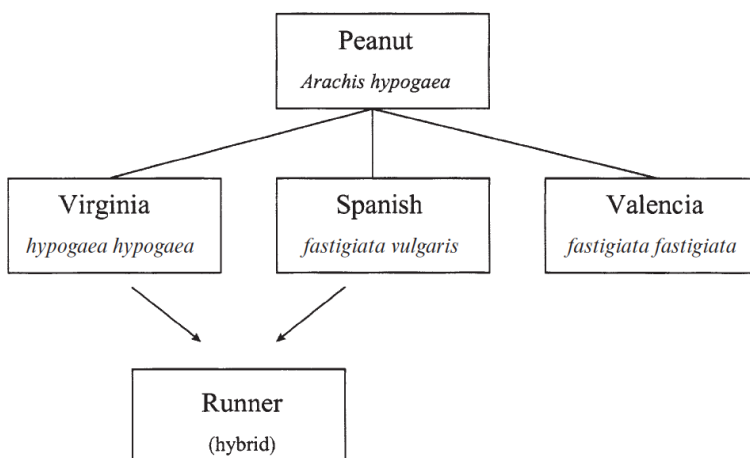 Peanut
Arachis hypogaea
Virginia
hypogaea hypogaea
Spanish
fastigiata vulgaris
Valencia
fastigiata fastigiata
Runner
(hybrid)